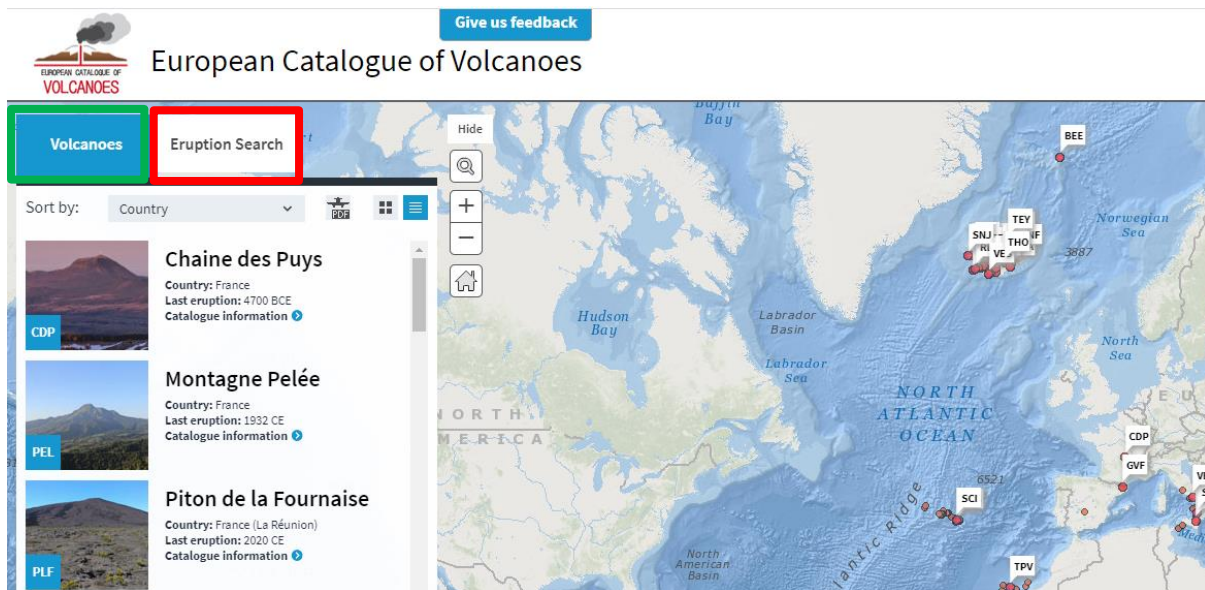 Give us feedback
EUROPEAN CATALOGUE OF
VOLCANOES
European Catalogue of Volcanoes
Volcanoes
Eruption Search
Sort by:
Country
PDF
Chaine des Puys
Country: France
Last eruption: 4700 BCE
Catalogue information
CDP
Montagne Pelée
Country: France
Last eruption: 1932 CE
Catalogue information
PEL
Piton de la Fournaise
Country: France (La Réunion)
Last eruption: 2020 CE
Catalogue information
PLF
Hide
+
−
Baffin
Bay
BEE
TEY
SNJ
THO
Norwegian
Sea
3887
Hudson
Bay
Labrador
Basin
Labrador
Sea
North
Sea
NORTH
ATLANTIC
OCEAN
NORTH
CDP
GVF
SCI
6521
North
American
Basin
TPV